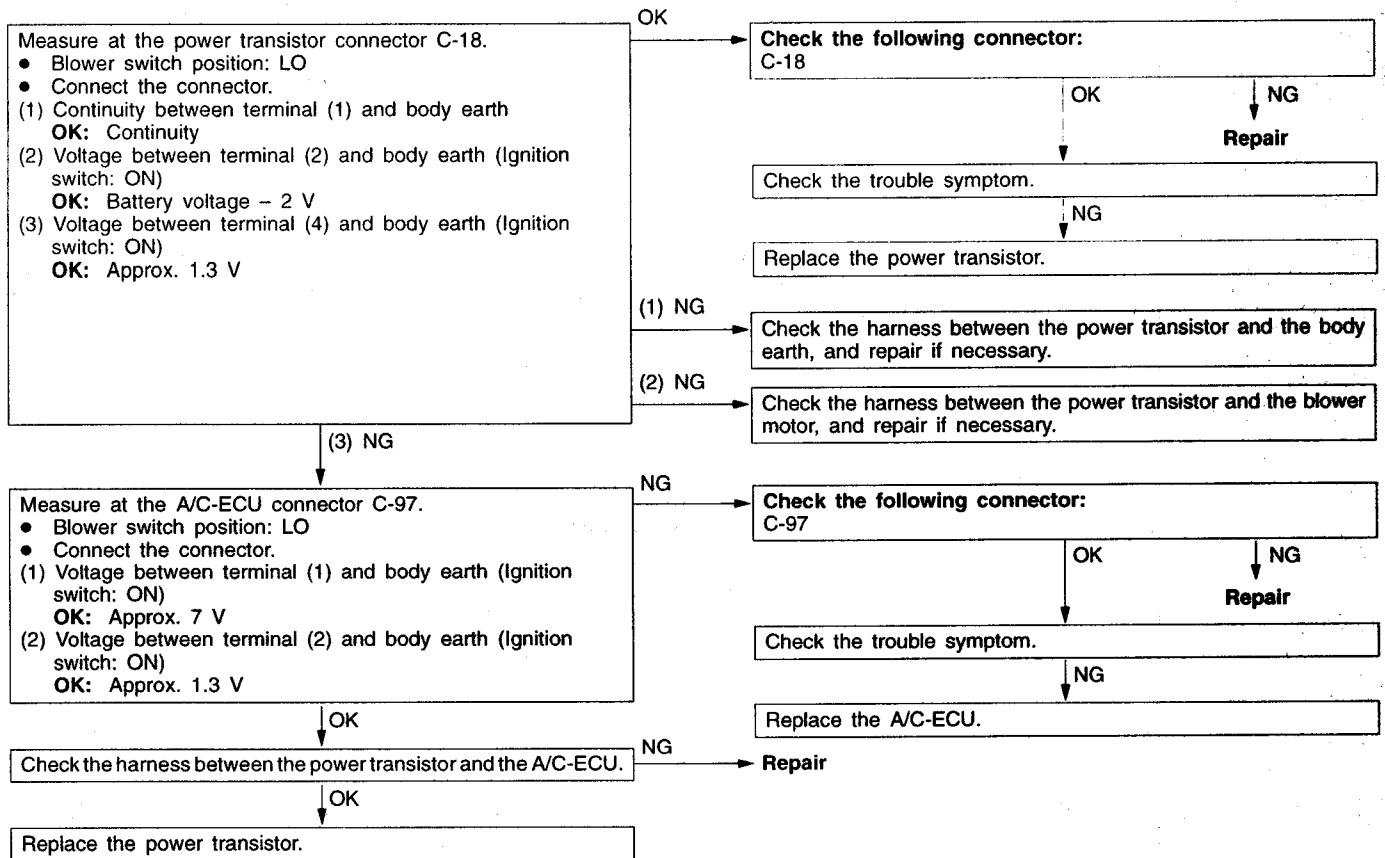 OK
Measure at the power transistor connector C-18.
● Blower switch position: LO
● Connect the connector.
(1) Continuity between terminal (1) and body earth
OK: Continuity
(2) Voltage between terminal (2) and body earth (Ignition
switch: ON)
OK: Battery voltage – 2 V
(3) Voltage between terminal (4) and body earth (Ignition
switch: ON)
OK: Approx. 1.3 V
Check the following connector:
C-18
OK
NG
Repair
Check the trouble symptom.
NG
Replace the power transistor.
(1) NG
Check the harness between the power transistor and the body
earth, and repair if necessary.
(2) NG
Check the harness between the power transistor and the blower
motor, and repair if necessary.
(3) NG
Measure at the A/C-ECU connector C-97.
● Blower switch position: LO
● Connect the connector.
(1) Voltage between terminal (1) and body earth (Ignition
switch: ON)
OK: Approx. 7 V
(2) Voltage between terminal (2) and body earth (Ignition
switch: ON)
OK: Approx. 1.3 V
NG
Check the following connector:
C-97
OK
NG
Repair
Check the trouble symptom.
NG
Replace the A/C-ECU.
OK
Check the harness between the power transistor and the A/C-ECU.
NG
Repair
OK
Replace the power transistor.